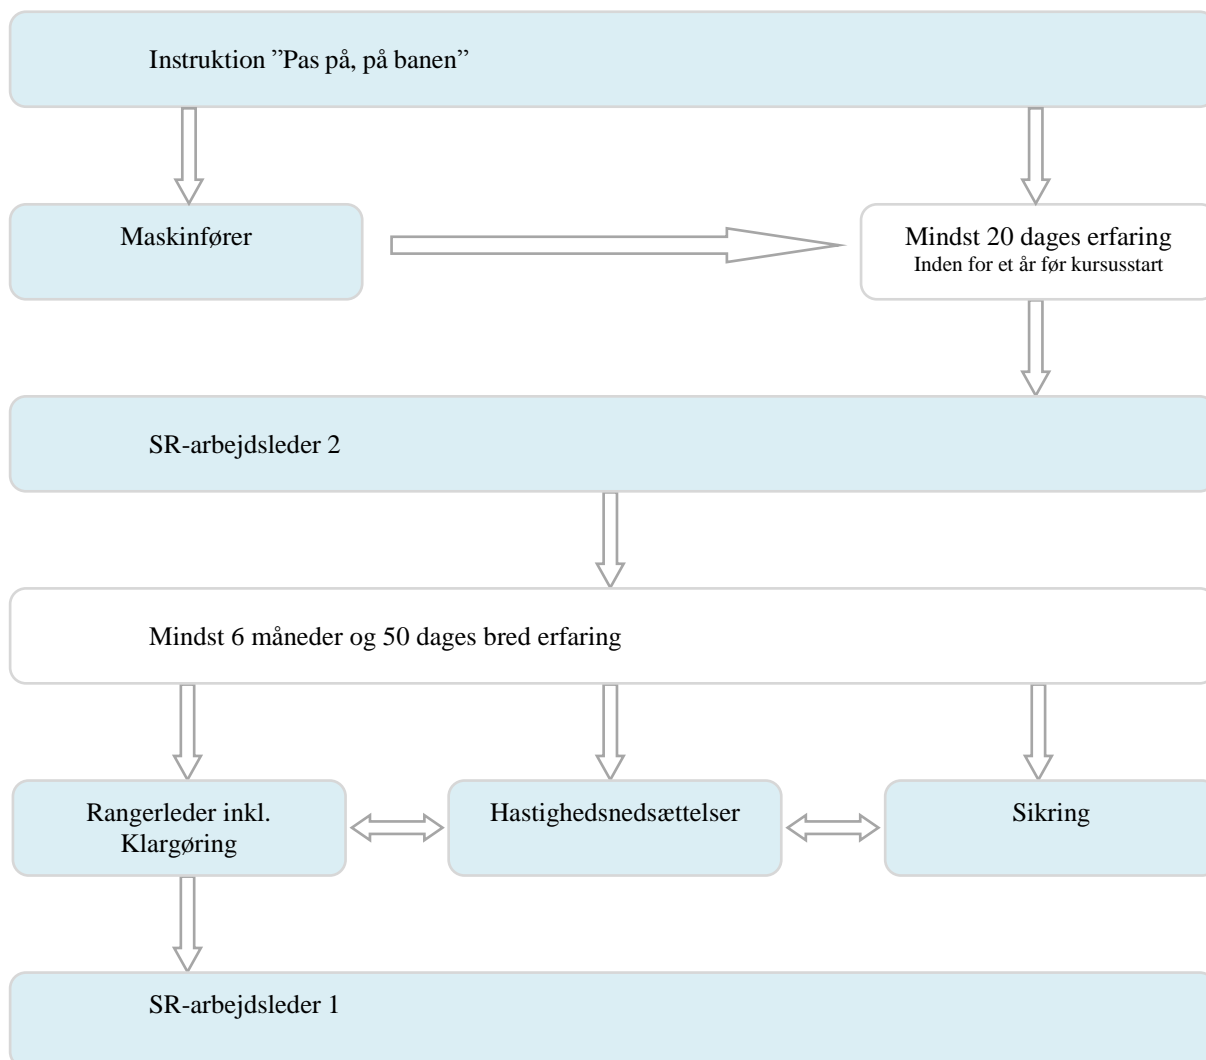 Instruktion ”Pas på, på banen”
Maskinfører
Mindst 20 dages erfaring
Inden for et år før kursusstart
SR-arbejdsleder 2
Mindst 6 måneder og 50 dages bred erfaring
Rangerleder inkl.
Klargøring
Hastighedsnedsættelser
Sikring
SR-arbejdsleder 1